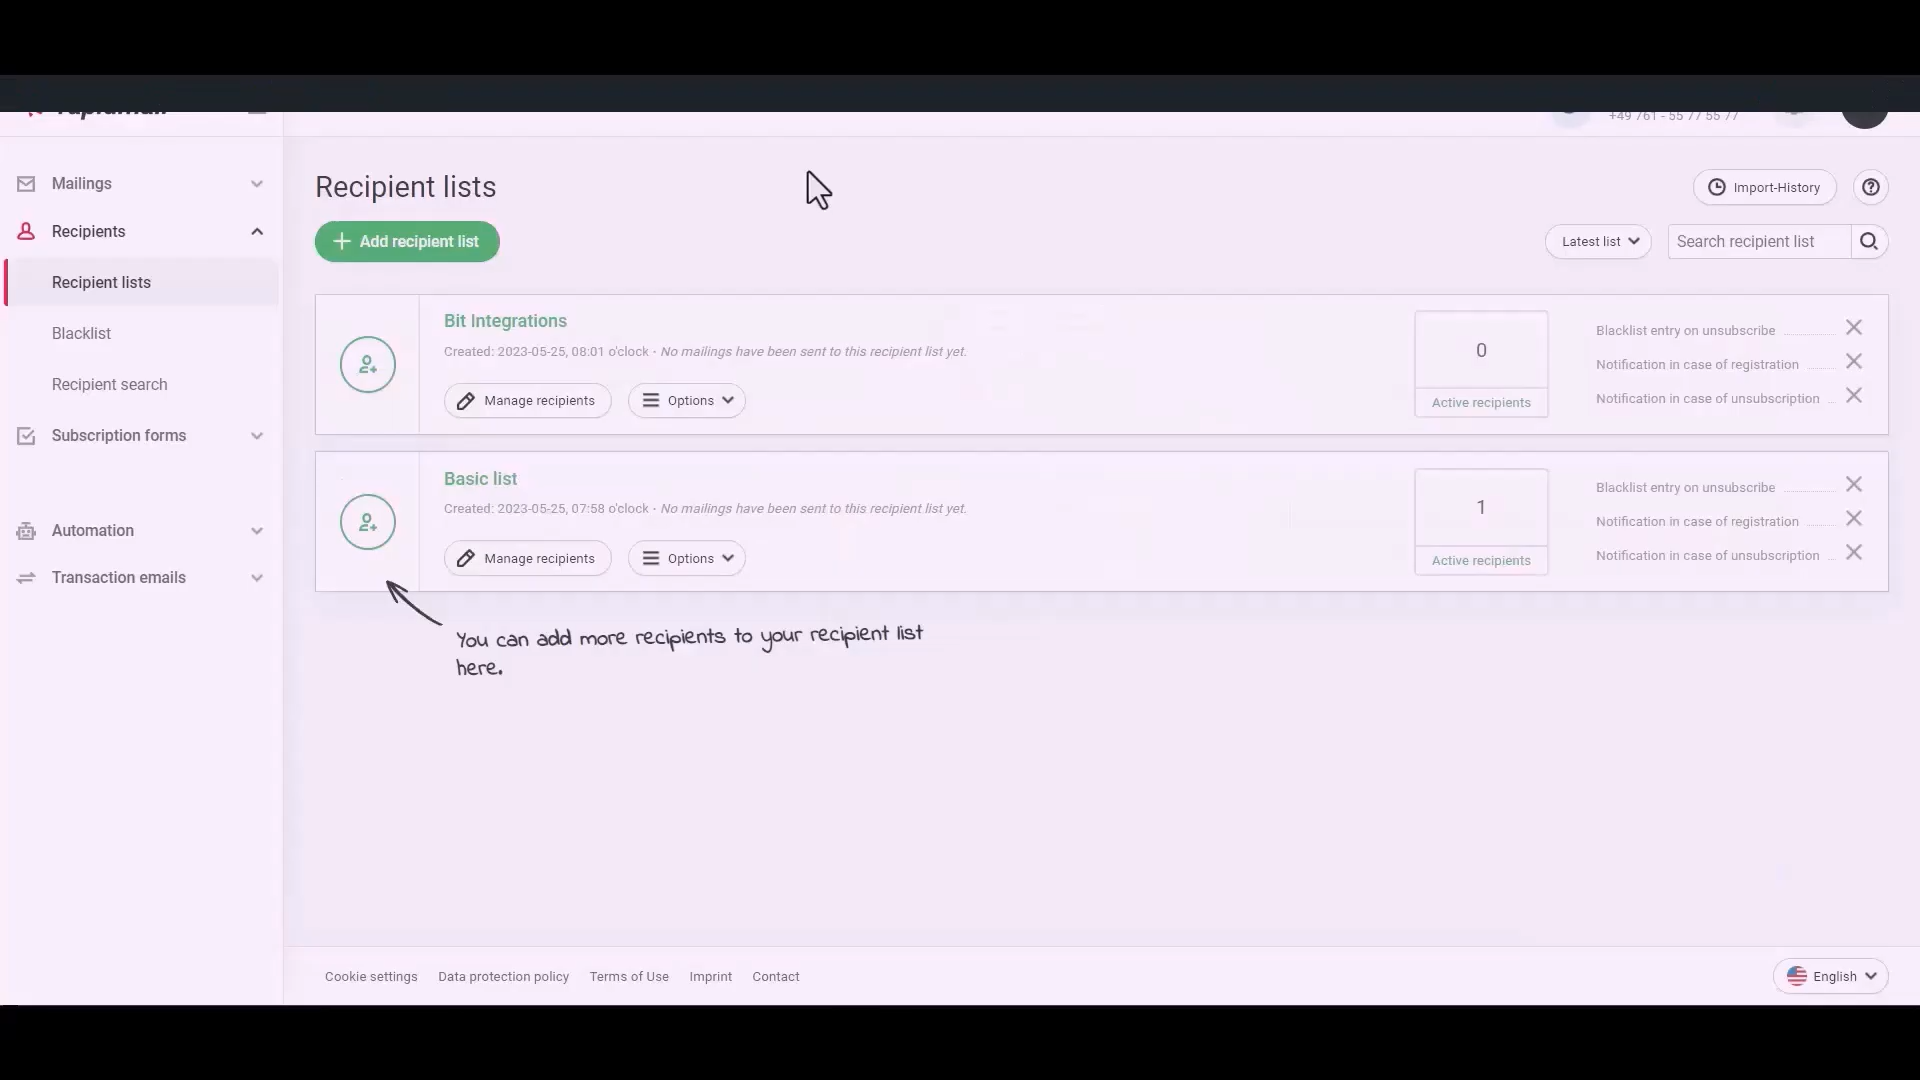 +49 761 - 55 77 55 77
Mailings
Recipients
Recipient lists
Blacklist
Recipient search
Subscription forms
Automation
Transaction emails
Recipient lists
Import-History
Add recipient list
Latest list
Search recipient list
Bit Integrations
Created: 2023-05-25, 08:01 o'clock · No mailings have been sent to this recipient list yet.
Manage recipients
Options
0
Active recipients
Blacklist entry on unsubscribe
Notification in case of registration
Notification in case of unsubscription
Basic list
Created: 2023-05-25, 07:58 o'clock · No mailings have been sent to this recipient list yet.
Manage recipients
Options
1
Active recipients
Blacklist entry on unsubscribe
Notification in case of registration
Notification in case of unsubscription
You can add more recipients to your recipient list
here.
Cookie settings
Data protection policy
Terms of Use
Imprint
Contact
English